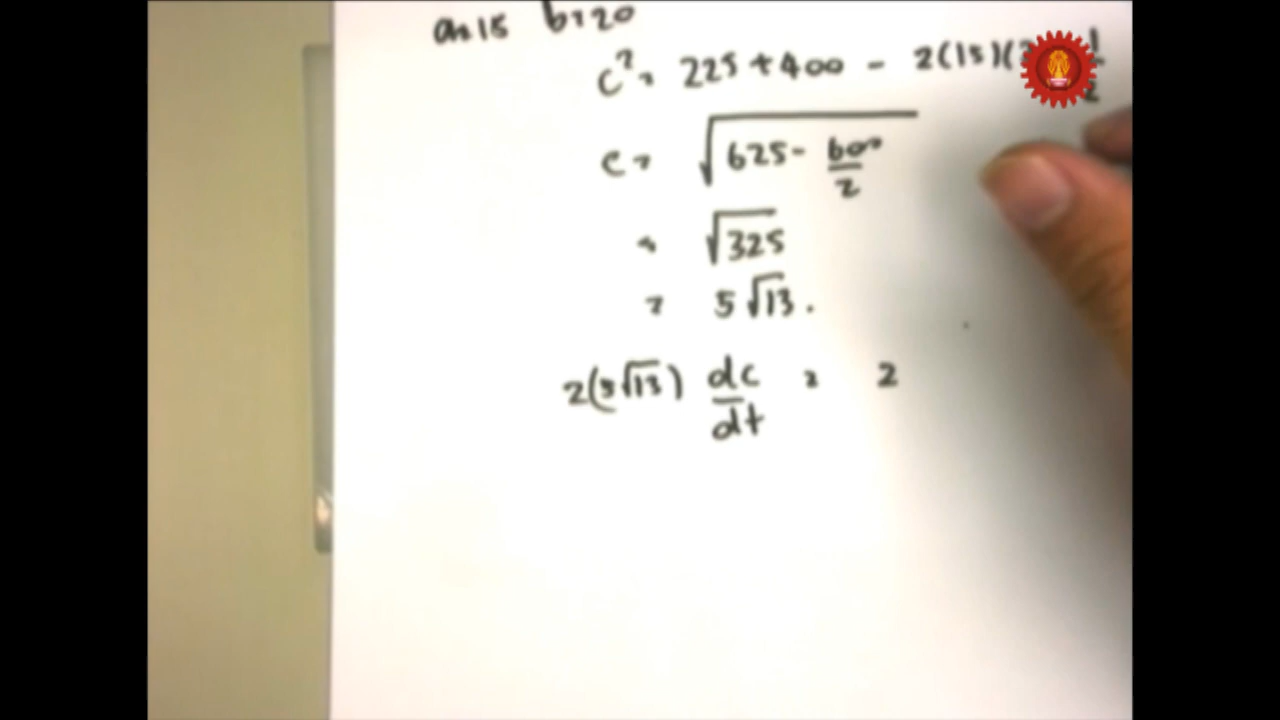 a=15 b=20
c² = 225 + 400 - 2(15)(
c = √625 - 600/2
= √325
= 5√13.
2(5√13) dc/dt = 2